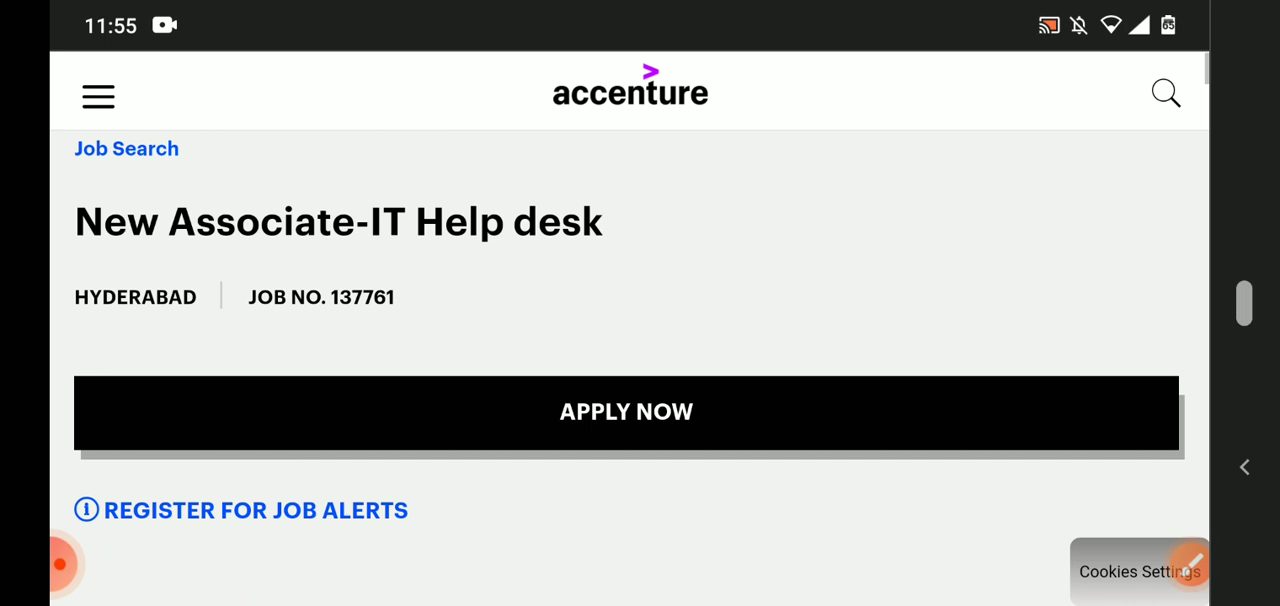 11:55
65
accenture
Job Search
New Associate-IT Help desk
HYDERABAD JOB NO. 137761
APPLY NOW
REGISTER FOR JOB ALERTS
Cookies Settings